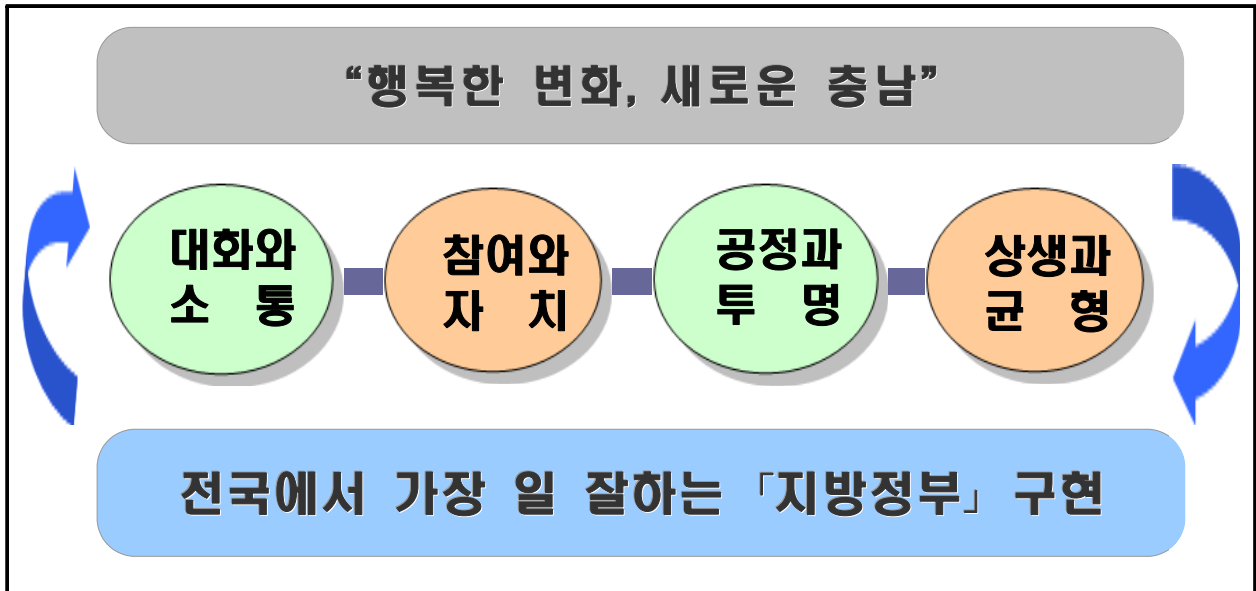 “행복한 변화, 새로운 충남”
대화와
소 통
참여와
자 치
공정과
투 명
상생과
균 형
전국에서 가장 일 잘하는 「지방정부」 구현